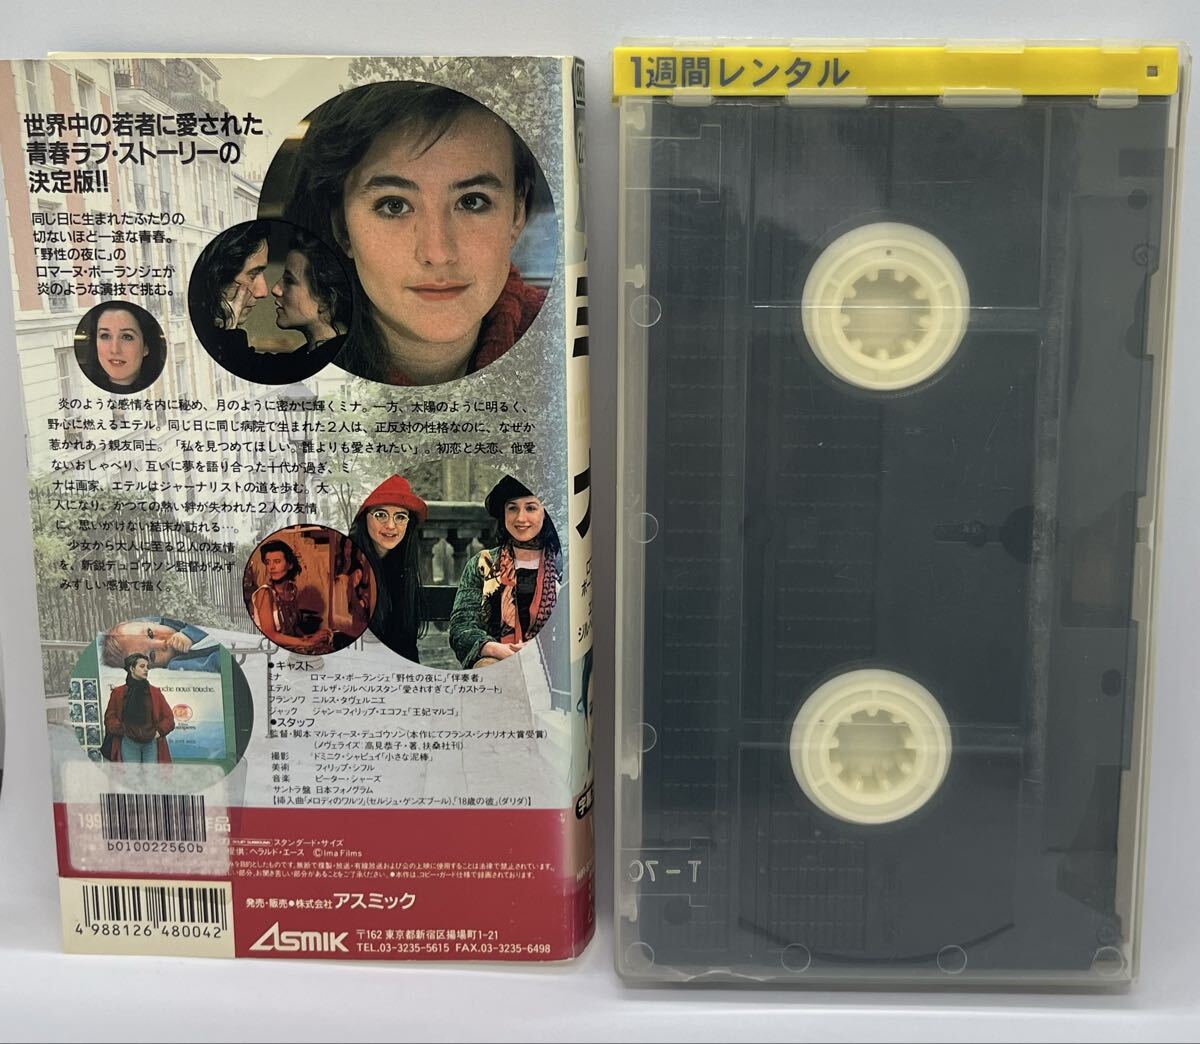 世界中の若者に愛された
青春ラブ・ストーリーの
決定版!!
同じ日に生まれたふたりの
切ないほど一途な青春。
「野性の夜に」の
ロマーヌ・ボーランジェが
炎のような演技で挑む。
炎のような感情を内に秘め、月のように密かに輝くミナ。一方、太陽のように明るく、
野心に燃えるエテル。同じ日に同じ病院で生まれた2人は、正反対の性格なのに、なぜか
惹かれあう親友同士。「私を見つめてほしい。誰よりも愛されたい」。初恋と失恋、他愛
ないおしゃべり、互いに夢を語り合った十代が過ぎ、ミ
ナは画家、エテルはジャーナリストの道を歩む。大
人になり、かつての熱い絆が失われた2人の友情
に、思いがけない結末が訪れる…。
少女から大人に至る2人の友情
を、新鋭デュゴウソン監督がみず
みずしい感覚で描く。
●キャスト
ミナ ロマーヌ・ボーランジェ「野性の夜に」「伴奏者」
エテル エルザ・ジルベルスタン「愛されすぎて」「カストラート」
フランソワ ニルス・タヴェルニエ
ジャック ジャン=フィリップ・エコフェ「王妃マルゴ」
●スタッフ
監督・脚本 マルティーヌ・デュゴウソン(本作にてフランス・シナリオ大賞受賞)
(ノヴェライズ:高見恭子・著、扶桑社刊)
撮影 ドミニク・シャピュイ「小さな泥棒」
美術 フィリップ・シフル
音楽 ピーター・シャーズ
サントラ盤 日本フォノグラム
【挿入曲「メロディのワルツ」(セルジュ・ゲンズブール)、「18歳の彼」(ダリダ)】
199 作品
スタンダード・サイズ
提供:ヘラルド・エース ©Ima Films
b010022560b
発売・販売●株式会社 アスミック
4 988126 480042
ASMIK
〒162 東京都新宿区揚場町1-21
TEL.03-3235-5615 FAX.03-3235-6498
1週間レンタル